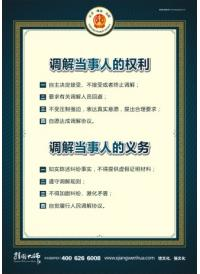 调解当事人的权利
一 自主决定接受、不接受或者终止调解；
二 要求有关调解人员回避；
三 不受压制强迫，表达真实意愿，提出合理要求；
四 自愿达成调解协议。
调解当事人的义务
一 如实陈述纠纷事实，不得提供虚假证明材料；
二 遵守调解规则；
三 不得加剧纠纷、激化矛盾；
四 自觉履行人民调解协议。
400 626 6008
www.qiangwenhua.com